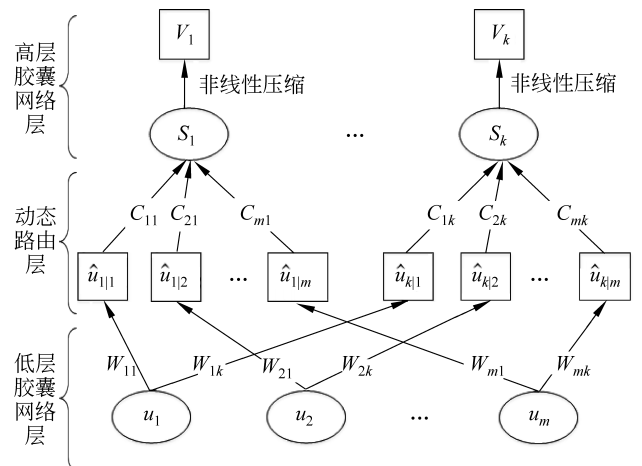 V1 Vk
高层
胶囊
网络
层
非线性压缩 非线性压缩
S1 ... Sk
动态
路由
层
C11 C21 Cm1 C1k C2k Cmk
û1|1 û1|2 ... û1|m ûk|1 ûk|2 ... ûk|m
低层
胶囊
网络
层
W11 W1k W21 W2k Wm1 Wmk
u1 u2 ... um